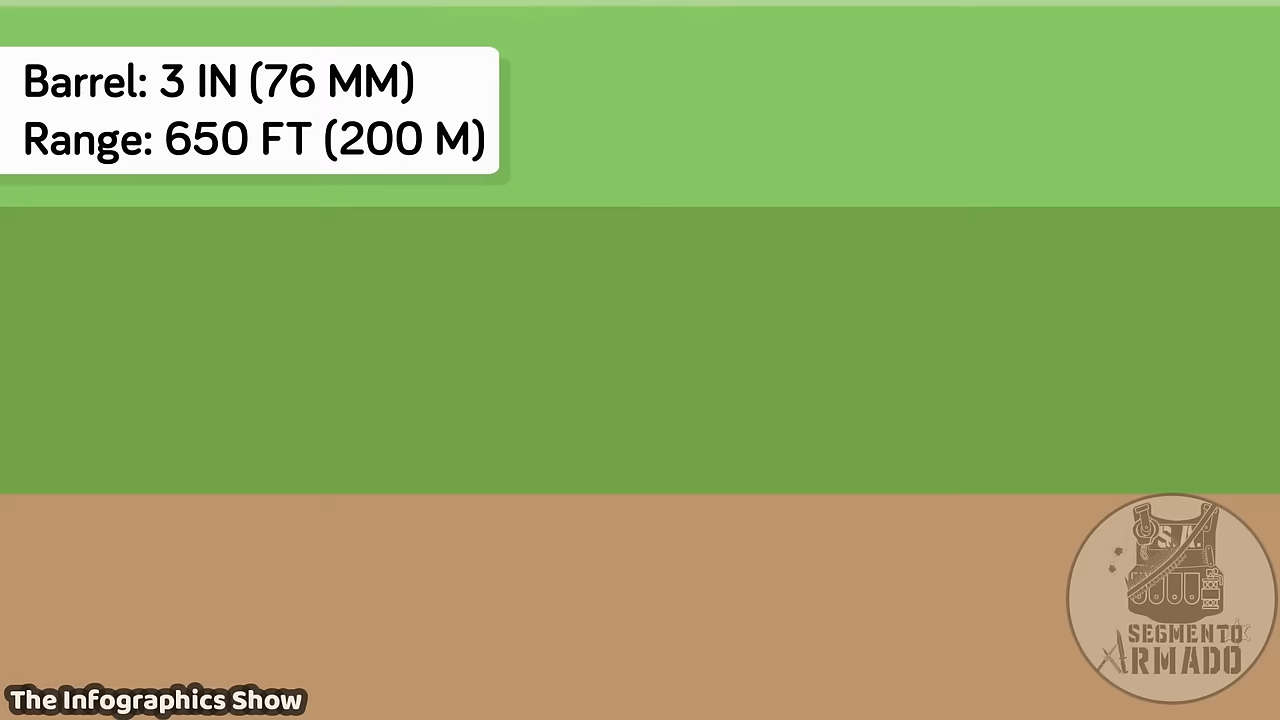 Barrel: 3 IN (76 MM)
Range: 650 FT (200 M)
S.A.
SEGMENTO
ARMADO
The Infographics Show